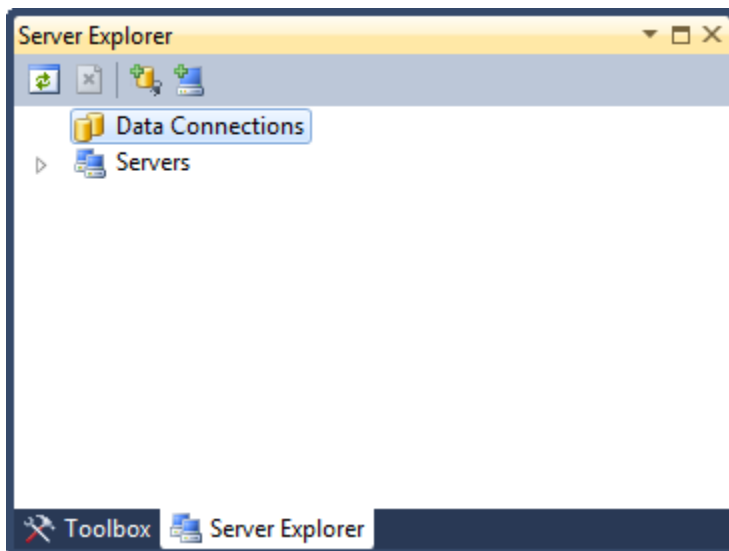 Server Explorer
Data Connections
Servers
Toolbox Server Explorer